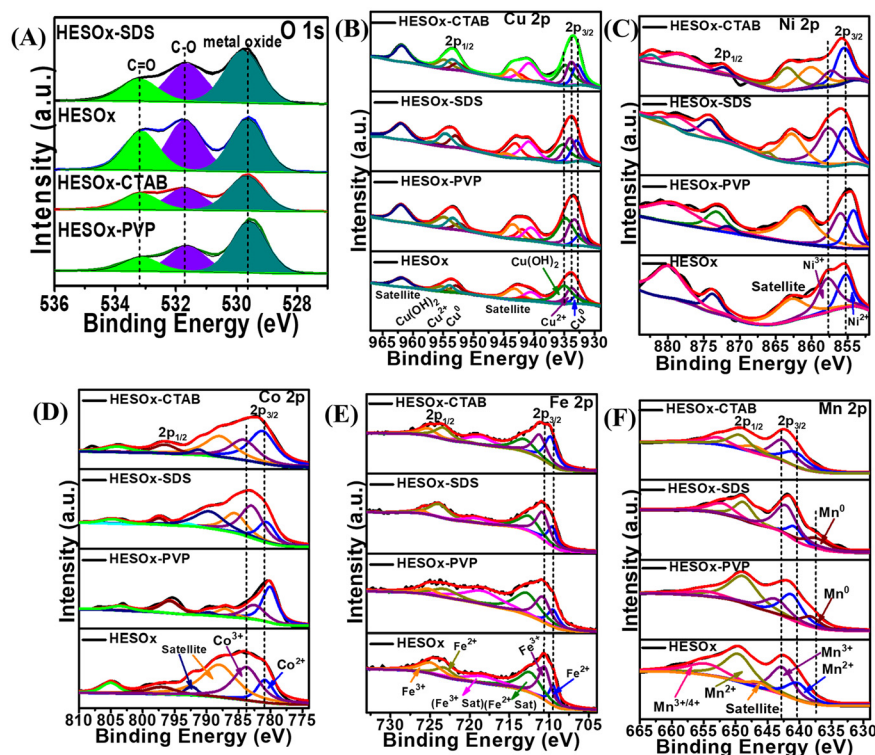 (A)
O 1s
HESOx-SDS
C=O
C-O
metal oxide
HESOx
HESOx-CTAB
HESOx-PVP
Intensity (a.u.)
536
534
532
530
528
Binding Energy (eV)
(B)
HESOx-CTAB
Cu 2p
2p1/2
2p3/2
HESOx-SDS
HESOx-PVP
HESOx
Cu(OH)2
Satellite
Cu(OH)2
Cu2+
Cu0
Satellite
Cu2+
Cu0
Intensity (a.u.)
965 960 955 950 945 940 935 930
Binding Energy (eV)
(C)
HESOx-CTAB
Ni 2p
2p1/2
2p3/2
HESOx-SDS
HESOx-PVP
HESOx
Ni3+
Satellite
Ni2+
Intensity (a.u.)
880 870 860 852
Binding Energy (eV)
(D)
Co 2p
HESOx-CTAB
2p1/2
2p3/2
HESOx-SDS
HESOx-PVP
HESOx
Satellite
Co3+
Co2+
Intensity (a.u.)
810 805 800 795 785 780 774
Binding Energy (eV)
(E)
Fe 2p
HESOx-CTAB
2p1/2
2p3/2
HESOx-SDS
HESOx-PVP
HESOx
Fe2+
Fe3+
Fe2+
Fe3+
(Fe3+ Sat)
(Fe2+ Sat)
Intensity (a.u.)
730 725 720 715 710 705
Binding Energy (eV)
(F)
HESOx-CTAB
Mn 2p
2p1/2
2p3/2
HESOx-SDS
Mn0
HESOx-PVP
Mn0
HESOx
Mn3+
Mn2+
Mn2+
Satellite
Mn3+/4+
Intensity (a.u.)
665 660 655 650 645 640 635 630
Binding Energy (eV)